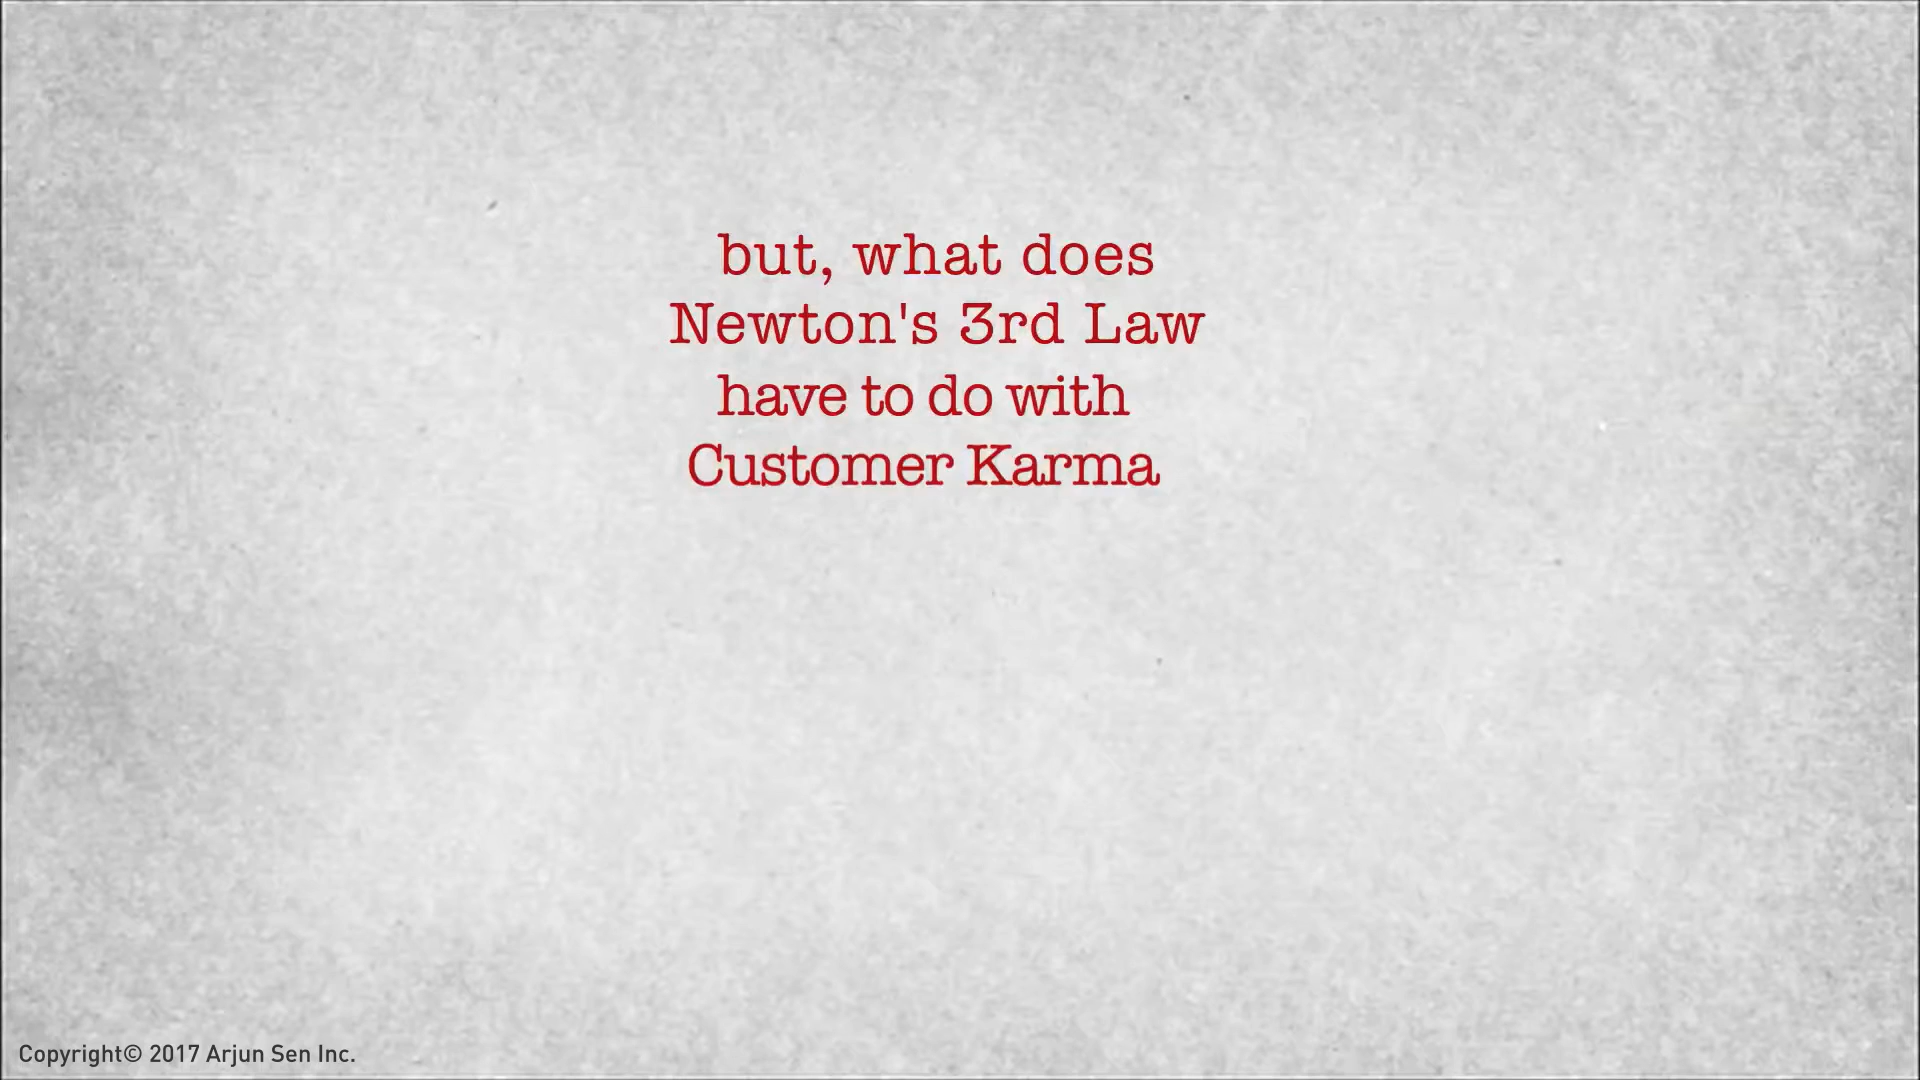 but, what does
Newton's 3rd Law
have to do with
Customer Karma
Copyright© 2017 Arjun Sen Inc.